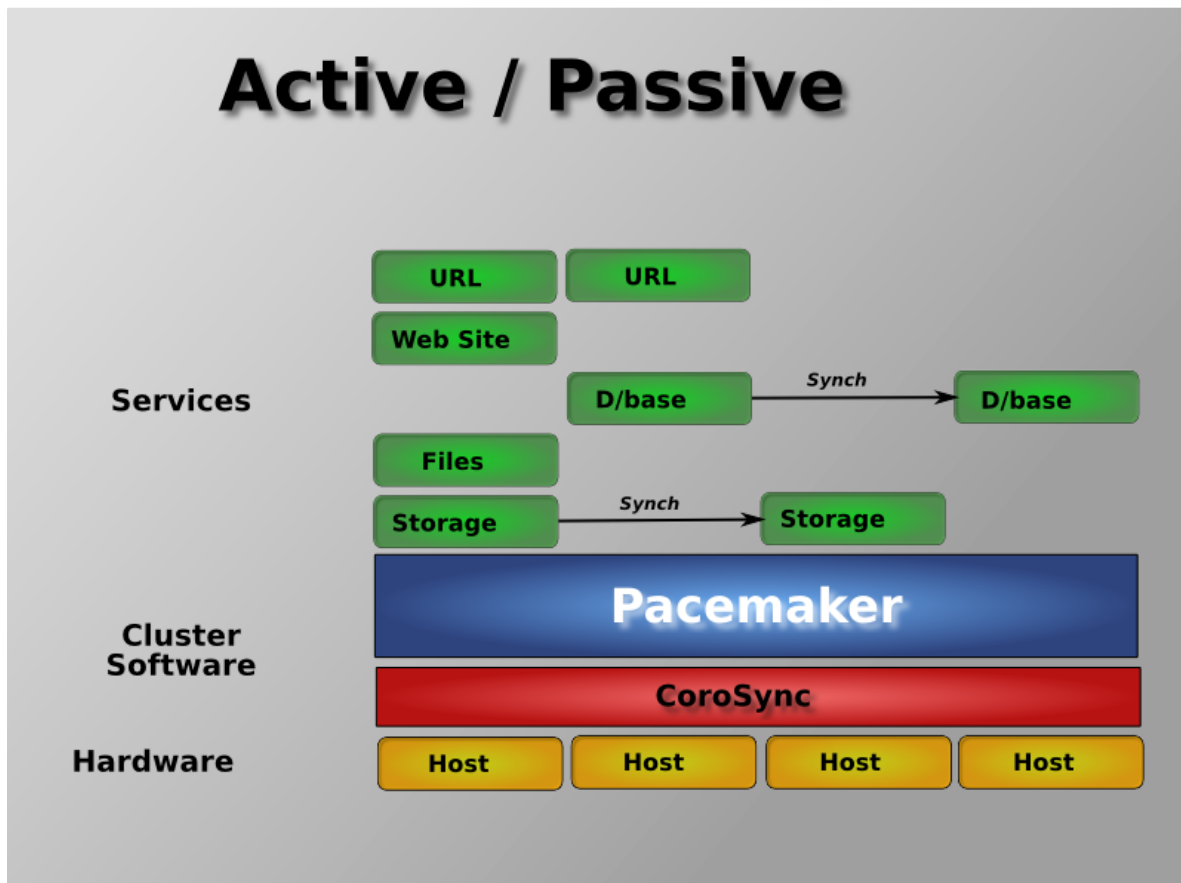 Active / Passive
URL
URL
Web Site
Services
D/base
Synch
D/base
Files
Storage
Synch
Storage
Pacemaker
Cluster
Software
CoroSync
Hardware
Host
Host
Host
Host